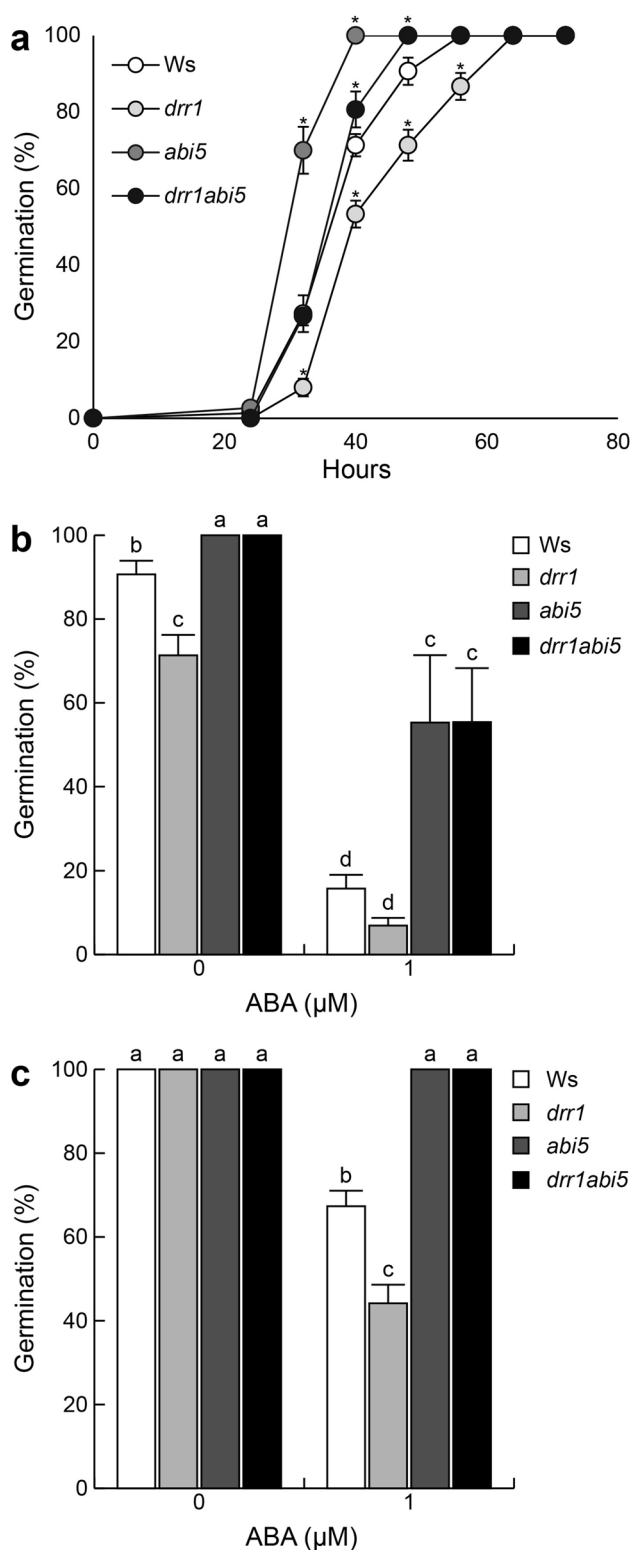 a
100
80
60
40
20
0
Germination (%)
Ws
drr1
abi5
drr1abi5
* * * * * * * *
0 20 40 60 80
Hours
b
100
80
60
40
20
0
Germination (%)
b c a a
d d c c
Ws
drr1
abi5
drr1abi5
0 1
ABA (µM)
c
100
80
60
40
20
0
Germination (%)
a a a a
b c a a
Ws
drr1
abi5
drr1abi5
0 1
ABA (µM)